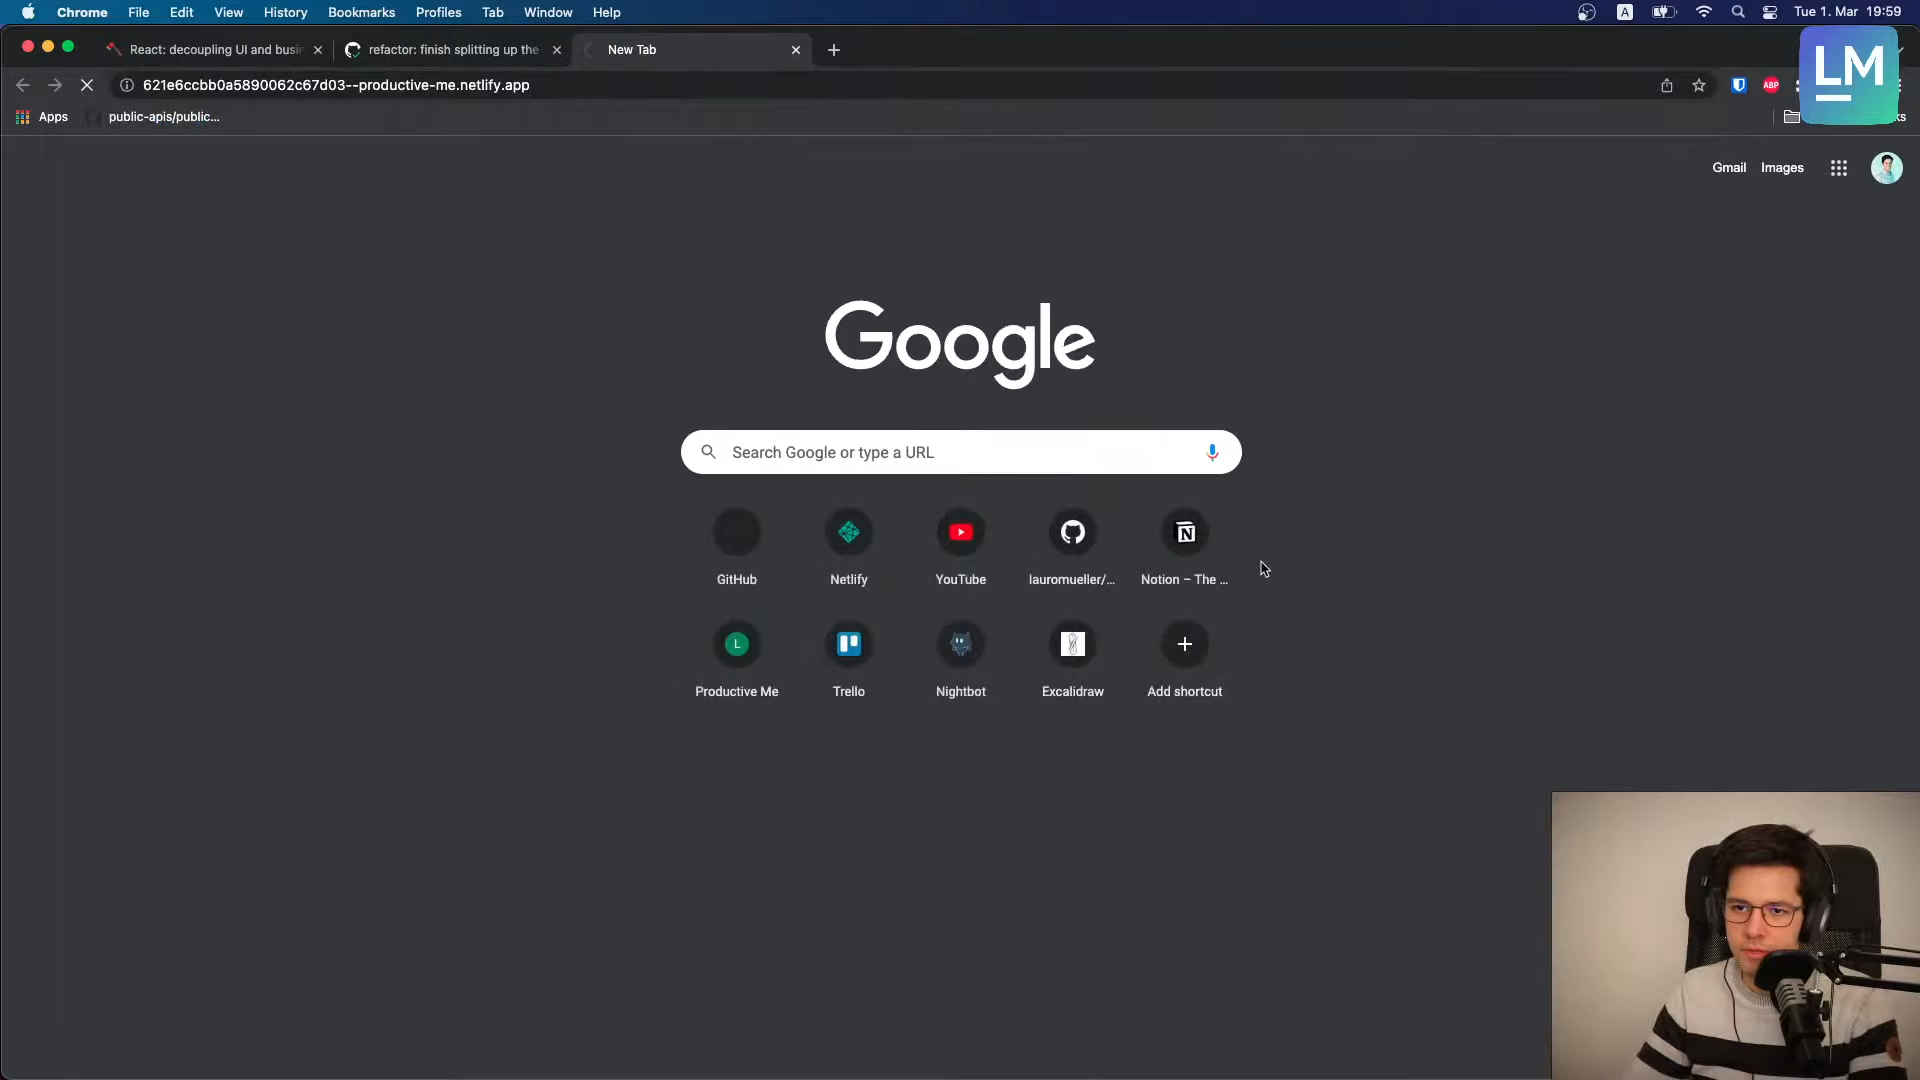 Chrome File Edit View History Bookmarks Profiles Tab Window Help
A Tue 1. Mar 19:59
React: decoupling UI and busin
refactor: finish splitting up the
New Tab
621e6ccbb0a5890062c67d03--productive-me.netlify.app
ABP
LM
Apps public-apis/public...
ks
Gmail Images
Google
Search Google or type a URL
GitHub Netlify YouTube lauromueller/... Notion – The ...
L
Productive Me Trello Nightbot Excalidraw Add shortcut